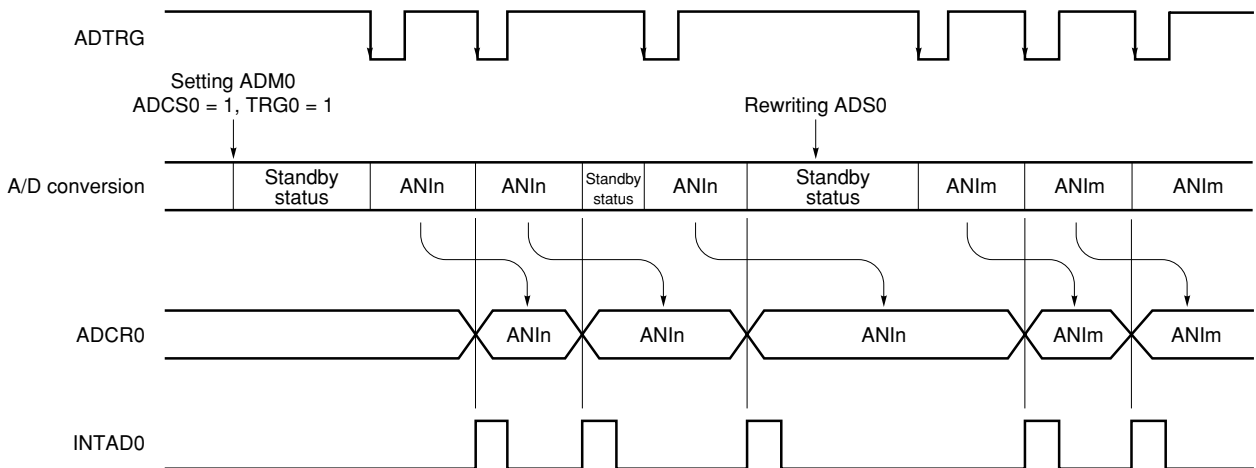 ADTRG
Setting ADM0
ADCS0 = 1, TRG0 = 1
Rewriting ADS0
A/D conversion
Standby
status
ANIn
ANIn
Standby
status
ANIn
Standby
status
ANIm
ANIm
ANIm
ADCR0
ANIn
ANIn
ANIn
ANIm
ANIm
INTAD0